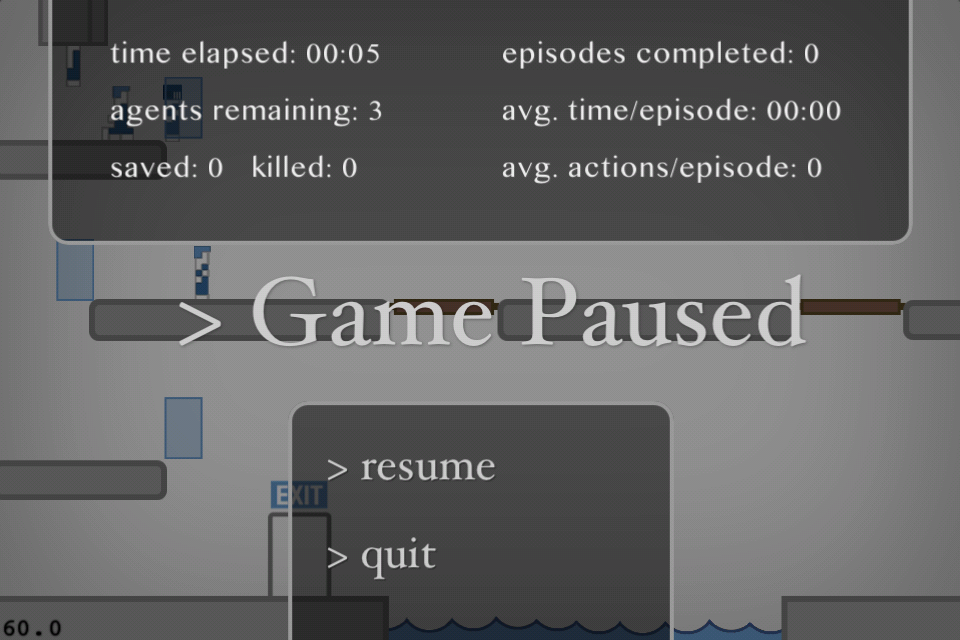 time elapsed: 00:05
episodes completed: 0
agents remaining: 3
avg. time/episode: 00:00
saved: 0 killed: 0
avg. actions/episode: 0
> Game Paused
> resume
EXIT
> quit
60.0